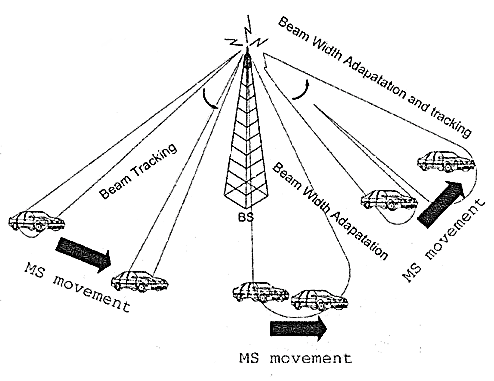 Beam Width Adapatation and tracking
Beam Tracking
BS
Beam Width Adapatation
MS movement
MS movement
MS movement